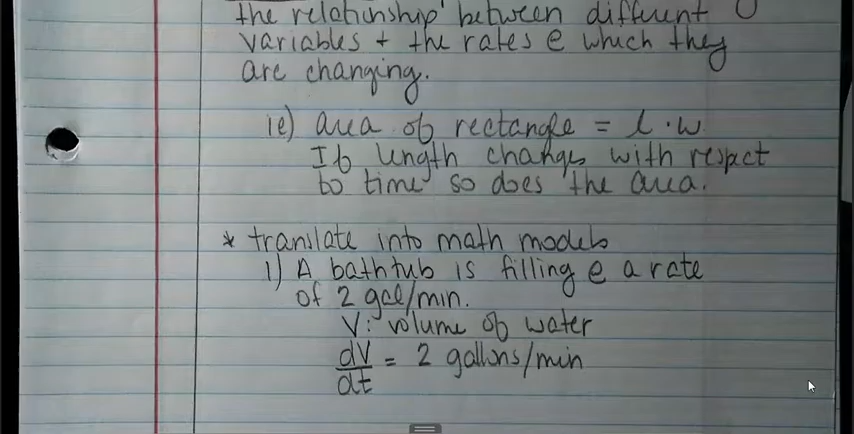 the relationship between different
variables + the rates @ which they
are changing.
ie) area of rectangle = l · w
If length changes with respect
to time so does the area.
* translate into math models
1) A bathtub is filling @ a rate
of 2 gal/min.
V: volume of water
dV/dt = 2 gallons/min